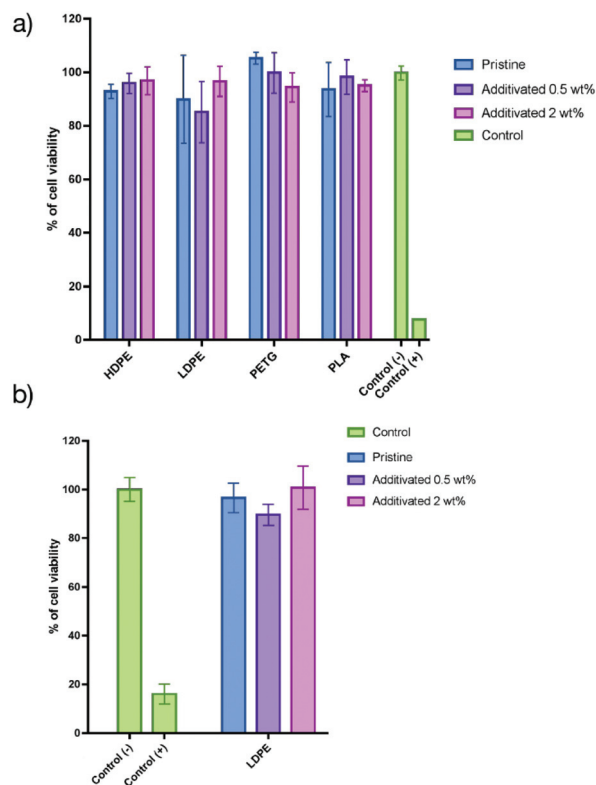 a)
120
100
80
60
40
20
0
% of cell viability
HDPE
LDPE
PETG
PLA
Control (-)
Control (+)
Pristine
Additivated 0.5 wt%
Additivated 2 wt%
Control
b)
120
100
80
60
40
20
0
% of cell viability
Control (-)
Control (+)
LDPE
Control
Pristine
Additivated 0.5 wt%
Additivated 2 wt%